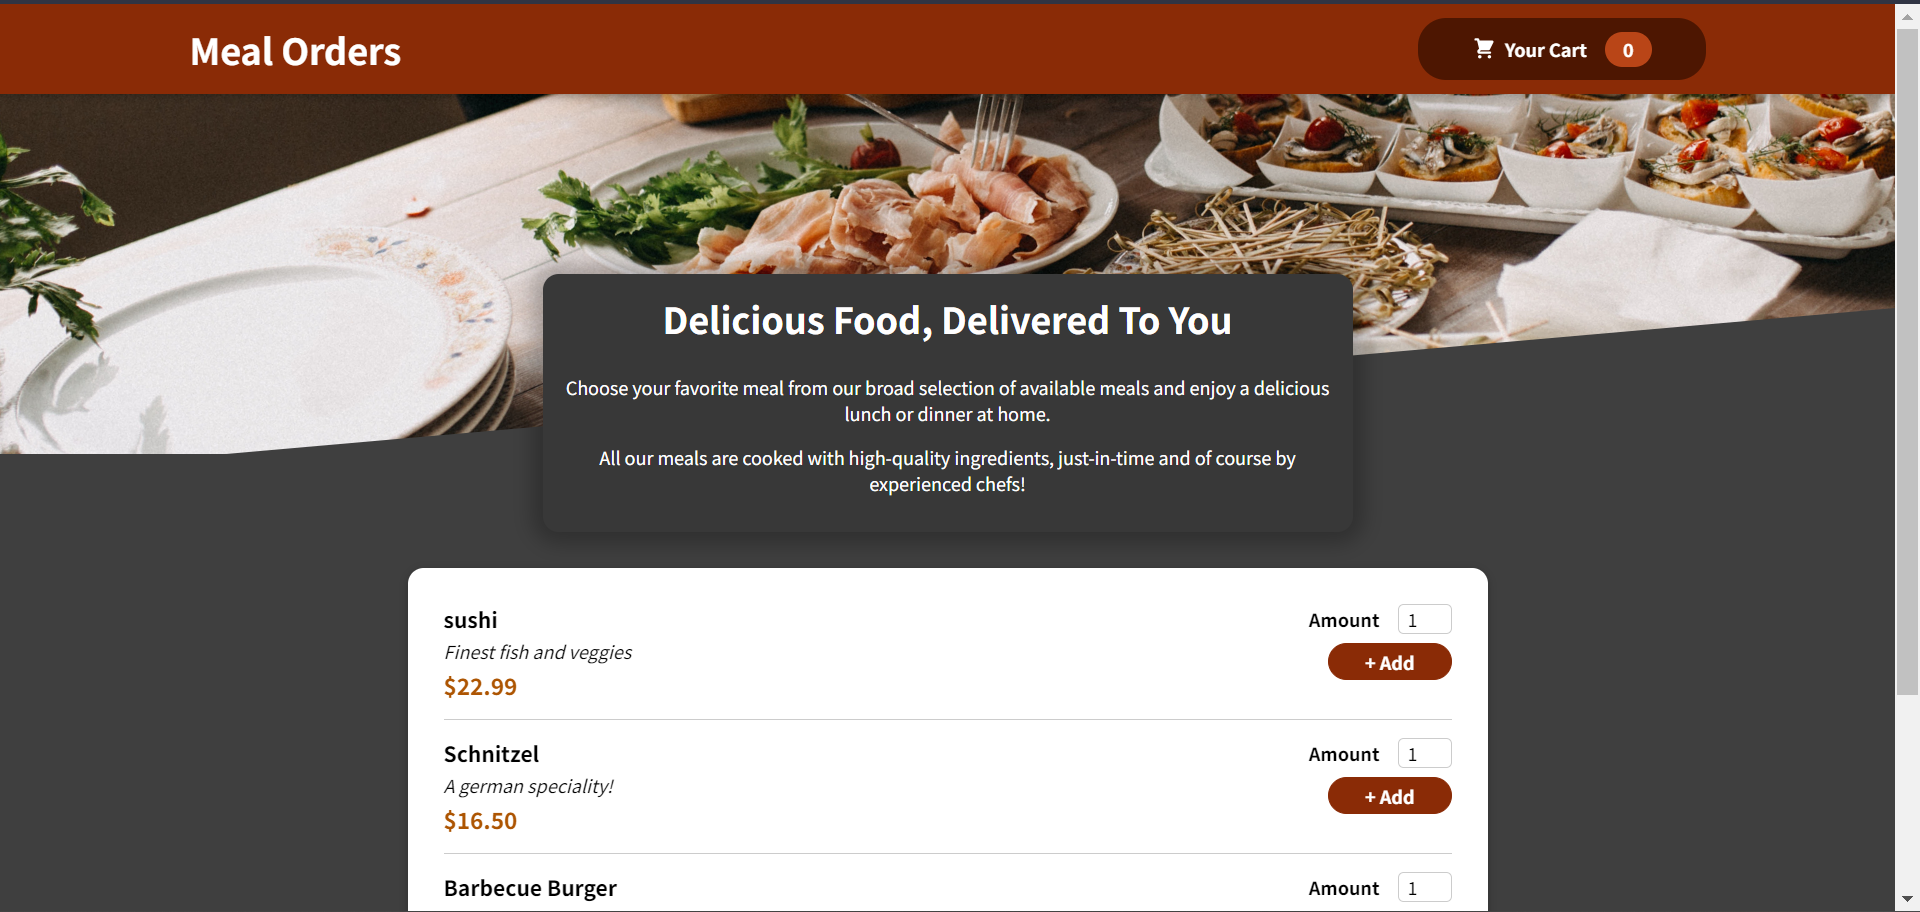 Meal Orders
Your Cart 0
Delicious Food, Delivered To You
Choose your favorite meal from our broad selection of available meals and enjoy a delicious
lunch or dinner at home.
All our meals are cooked with high-quality ingredients, just-in-time and of course by
experienced chefs!
sushi
Amount 1
Finest fish and veggies
+ Add
$22.99
Schnitzel
Amount 1
A german speciality!
+ Add
$16.50
Barbecue Burger
Amount 1